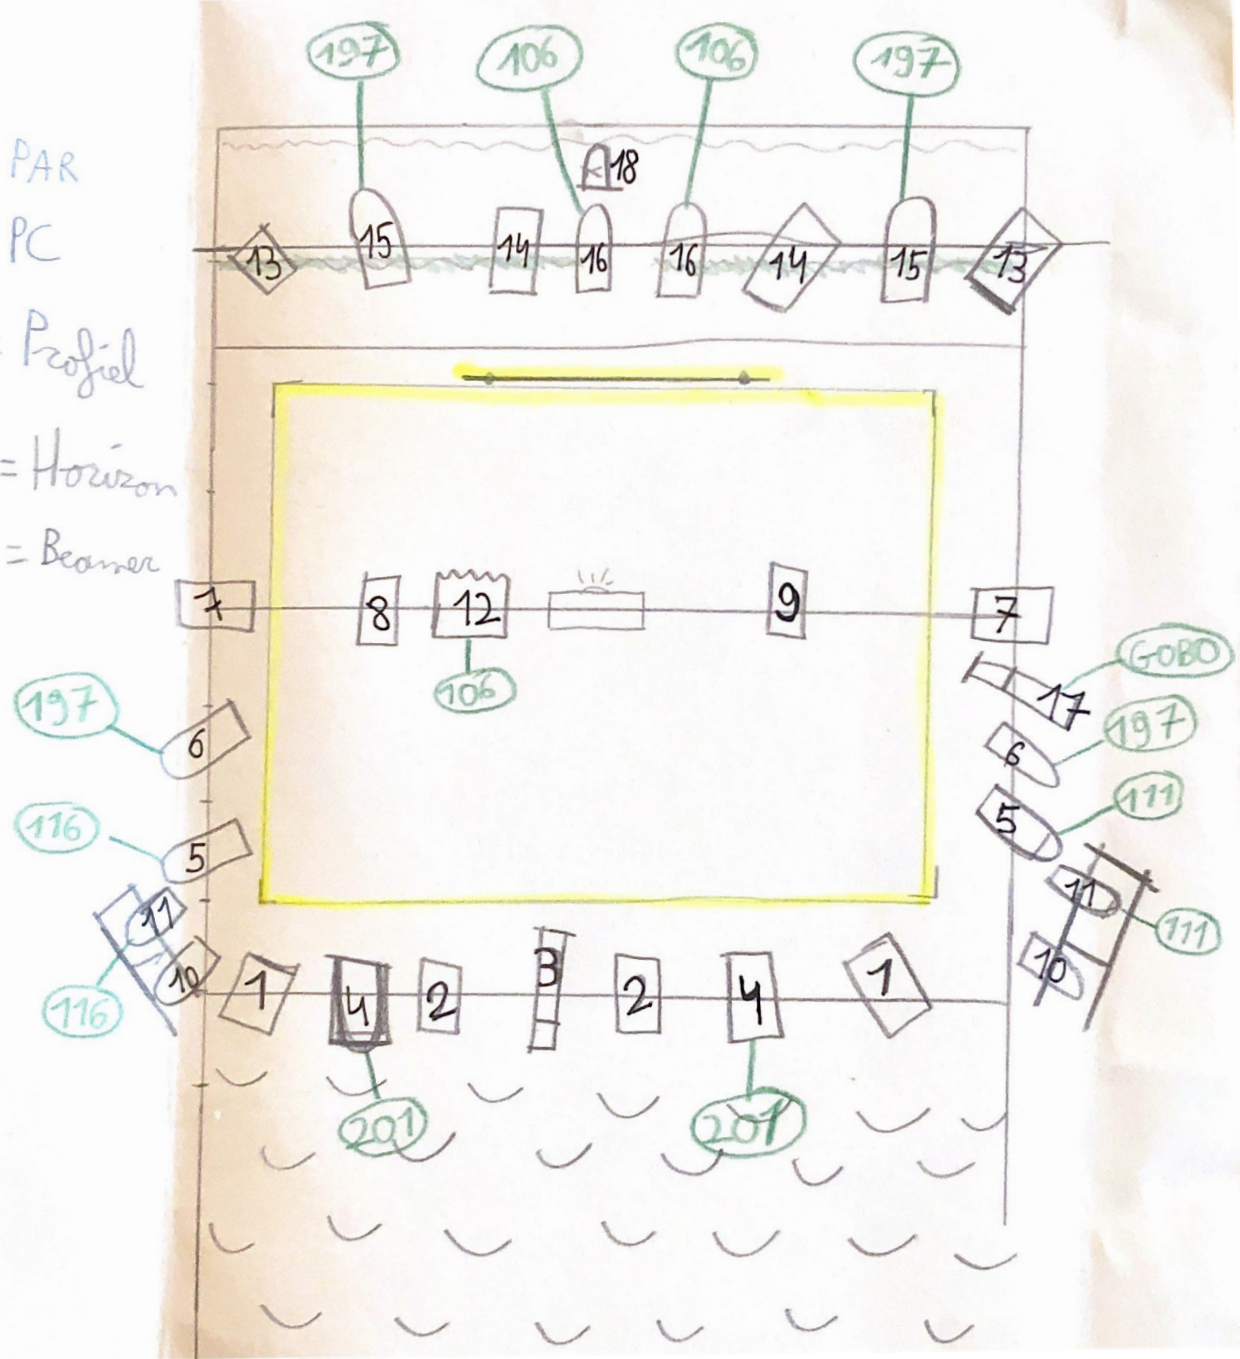 197 106 106 197
PAR
18
PC
13 15 14 16 16 14 15 13
Profiel
= Horizon
= Beamer
7 8 12 9 7
106
GOBO
17
197 6 6 197
116 5 5 111
11 11 111
10 10
116
1 4 2 3 2 4 1
201 201